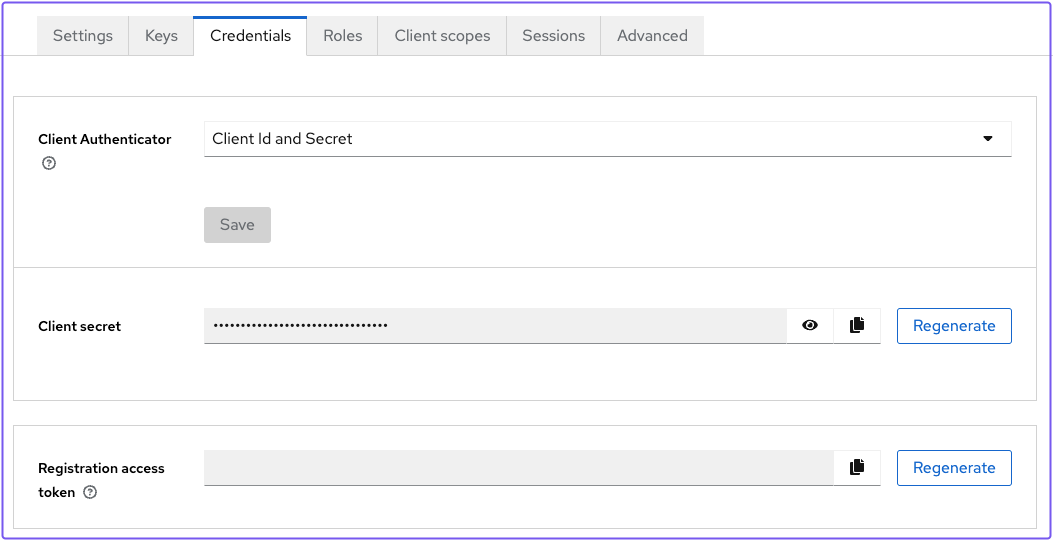 Settings Keys Credentials Roles Client scopes Sessions Advanced
Client Authenticator Client Id and Secret
Save
Client secret •••••••••••••••••••••••••••••••• Regenerate
Registration access Regenerate
token